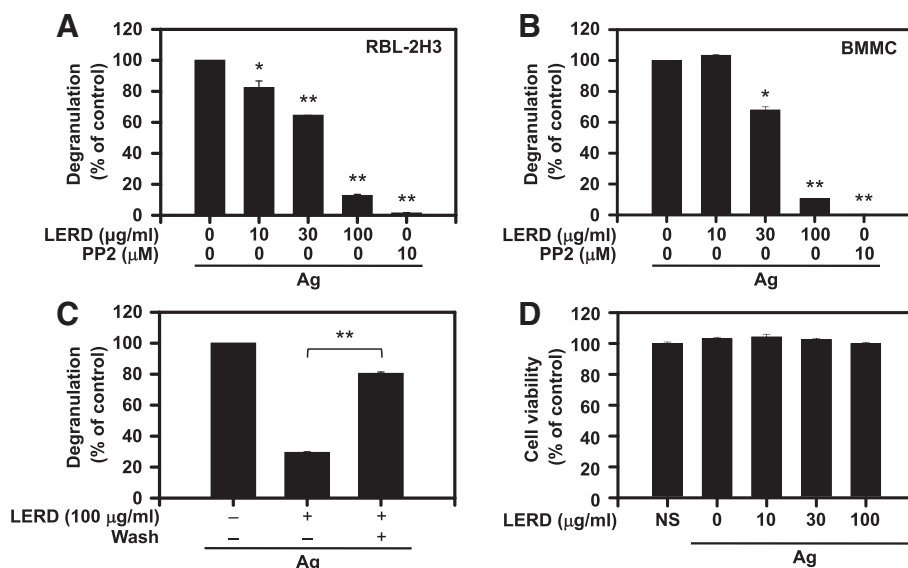 A
RBL-2H3
Degranulation
(% of control)
120
100
80
60
40
20
0
*
**
**
**
LERD (µg/ml) 0 10 30 100 0
PP2 (µM) 0 0 0 0 10
Ag
B
BMMC
Degranulation
(% of control)
120
100
80
60
40
20
0
*
**
**
LERD (µg/ml) 0 10 30 100 0
PP2 (µM) 0 0 0 0 10
Ag
C
Degranulation
(% of control)
120
100
80
60
40
20
0
**
LERD (100 µg/ml) – + +
Wash – – +
Ag
D
Cell viability
(% of control)
120
100
80
60
40
20
0
LERD (µg/ml) NS 0 10 30 100
Ag